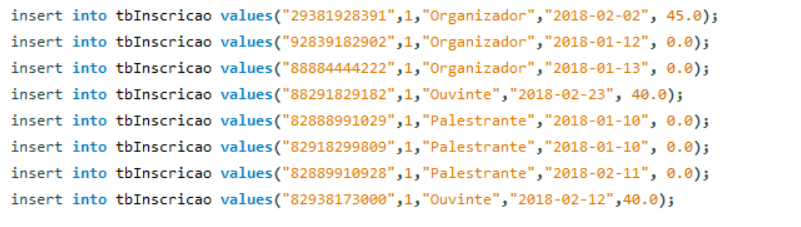 insert into tbInscricao values("29381928391",1,"Organizador","2018-02-02", 45.0);
insert into tbInscricao values("92839182902",1,"Organizador","2018-01-12", 0.0);
insert into tbInscricao values("88884444222",1,"Organizador","2018-01-13", 0.0);
insert into tbInscricao values("88291829182",1,"Ouvinte","2018-02-23", 40.0);
insert into tbInscricao values("82888991029",1,"Palestrante","2018-01-10", 0.0);
insert into tbInscricao values("82918299809",1,"Palestrante","2018-01-10", 0.0);
insert into tbInscricao values("82889910928",1,"Palestrante","2018-02-11", 0.0);
insert into tbInscricao values("82938173000",1,"Ouvinte","2018-02-12",40.0);